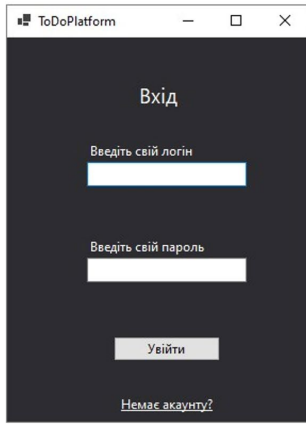 ToDoPlatform
Вхід
Введіть свій логін
Введіть свій пароль
Увійти
Немає акаунту?